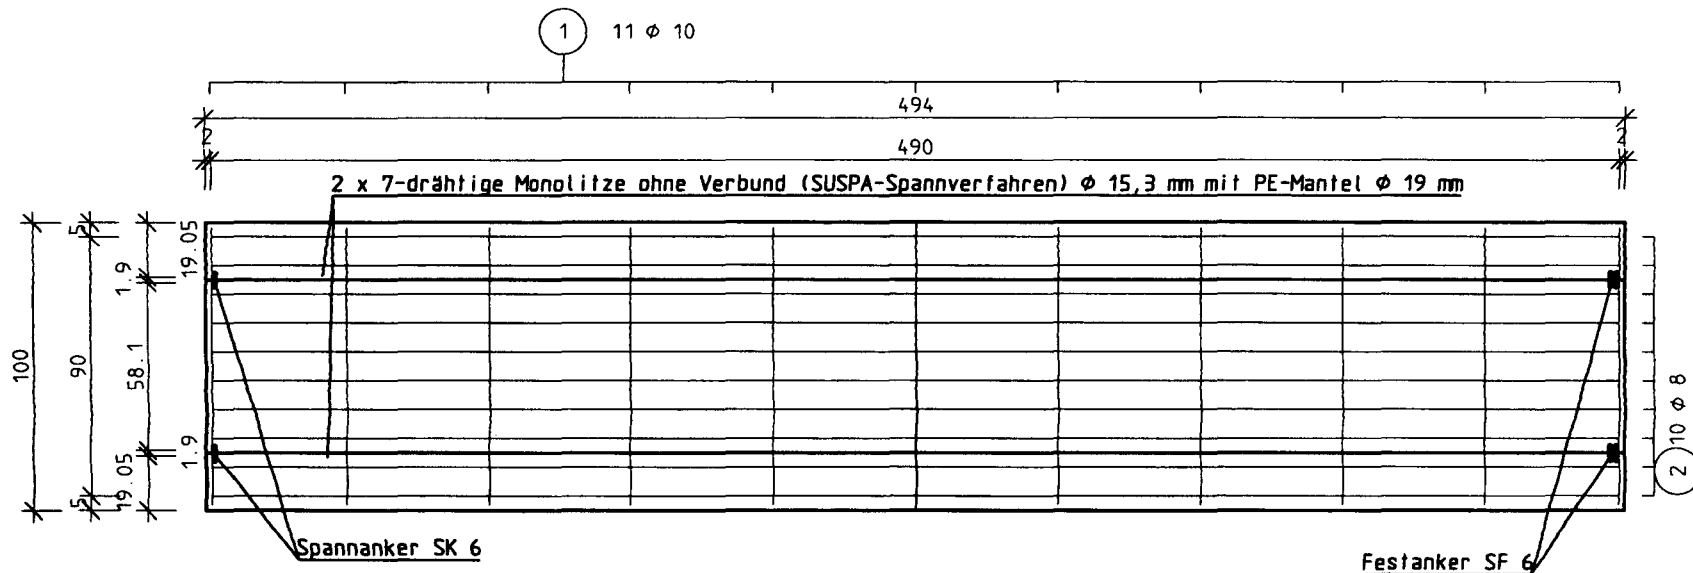 1 11 φ 10
494
2 490 2
2 x 7-drähtige Monolitze ohne Verbund (SUSPA-Spannverfahren) φ 15,3 mm mit PE-Mantel φ 19 mm
5
19.05
1.9
100
90
58.1
1.9
19.05
5
2 10 φ 8
Spannanker SK 6
Festanker SF 6